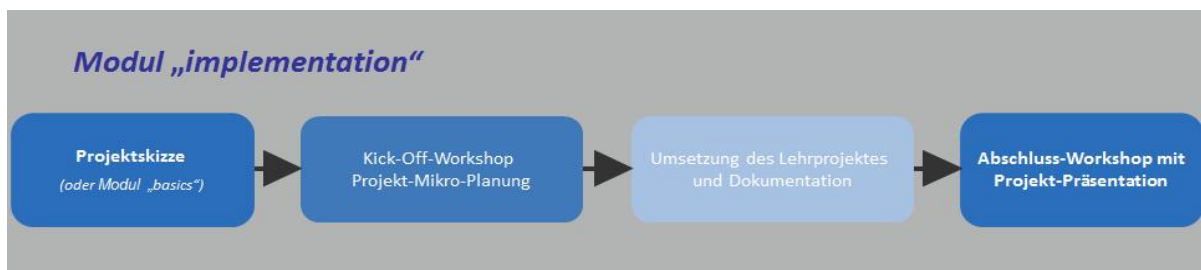 Modul „implementation“
Projektskizze
(oder Modul „basics“)
Kick-Off-Workshop
Projekt-Mikro-Planung
Umsetzung des Lehrprojektes
und Dokumentation
Abschluss-Workshop mit
Projekt-Präsentation